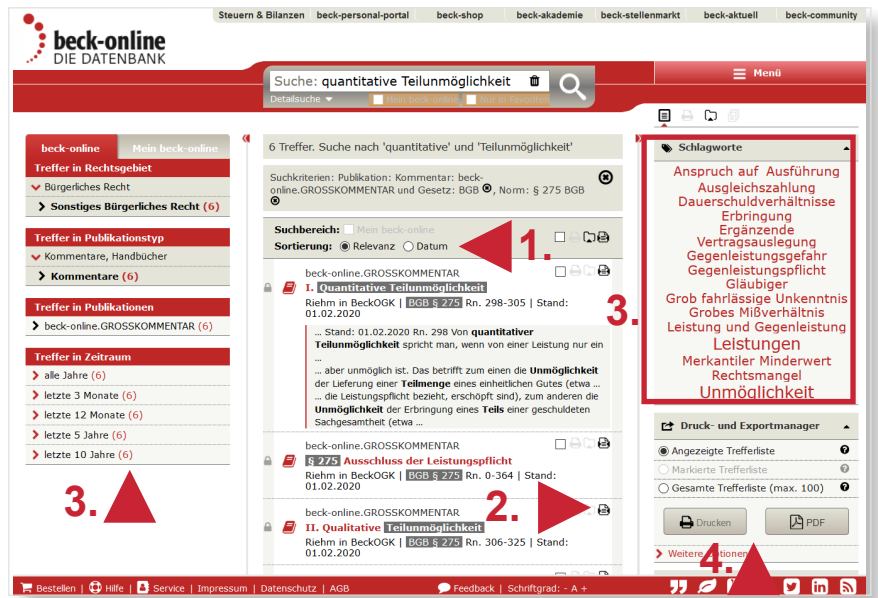 Steuern & Bilanzen beck-personal-portal beck-shop beck-akademie beck-stellenmarkt beck-aktuell beck-community
beck-online
DIE DATENBANK
Suche: quantitative Teilunmöglichkeit
Detailsuche
Mein beck-online
Nur in Favoriten
Menü
beck-online Mein beck-online
Treffer in Rechtsgebiet
Bürgerliches Recht
Sonstiges Bürgerliches Recht (6)
Treffer in Publikationstyp
Kommentare, Handbücher
Kommentare (6)
Treffer in Publikationen
beck-online.GROSSKOMMENTAR (6)
Treffer in Zeitraum
alle Jahre (6)
letzte 3 Monate (6)
letzte 12 Monate (6)
letzte 5 Jahre (6)
letzte 10 Jahre (6)
3.
6 Treffer. Suche nach 'quantitative' und 'Teilunmöglichkeit'
Suchkriterien: Publikation: Kommentar: beck-
online.GROSSKOMMENTAR und Gesetz: BGB , Norm: § 275 BGB
Suchbereich: Mein beck-online
Sortierung: Relevanz Datum
1.
beck-online.GROSSKOMMENTAR
I. Quantitative Teilunmöglichkeit
Riehm in BeckOGK | BGB § 275 Rn. 298-305 | Stand:
01.02.2020
... Stand: 01.02.2020 Rn. 298 Von quantitativer
Teilunmöglichkeit spricht man, wenn von einer Leistung nur ein
...
... aber unmöglich ist. Das betrifft zum einen die Unmöglichkeit
der Lieferung einer Teilmenge eines einheitlichen Gutes (etwa ...
... die Leistungspflicht bezieht, erschöpft sind), zum anderen die
Unmöglichkeit der Erbringung eines Teils einer geschuldeten
Sachgesamtheit (etwa ...
beck-online.GROSSKOMMENTAR
§ 275 Ausschluss der Leistungspflicht
Riehm in BeckOGK | BGB § 275 Rn. 0-364 | Stand:
01.02.2020
2.
beck-online.GROSSKOMMENTAR
II. Qualitative Teilunmöglichkeit
Riehm in BeckOGK | BGB § 275 Rn. 306-325 | Stand:
01.02.2020
Schlagworte
Anspruch auf Ausführung
Ausgleichszahlung
Dauerschuldverhältnisse
Erbringung
Ergänzende
Vertragsauslegung
Gegenleistungsgefahr
Gegenleistungspflicht
Gläubiger
Grob fahrlässige Unkenntnis
Grobes Mißverhältnis
Leistung und Gegenleistung
Leistungen
Merkantiler Minderwert
Rechtsmangel
Unmöglichkeit
3.
Druck- und Exportmanager
Angezeigte Trefferliste
Markierte Trefferliste
Gesamte Trefferliste (max. 100)
Drucken PDF
Weitere
4.
Bestellen | Hilfe | Service | Impressum | Datenschutz | AGB Feedback | Schriftgrad: - A +